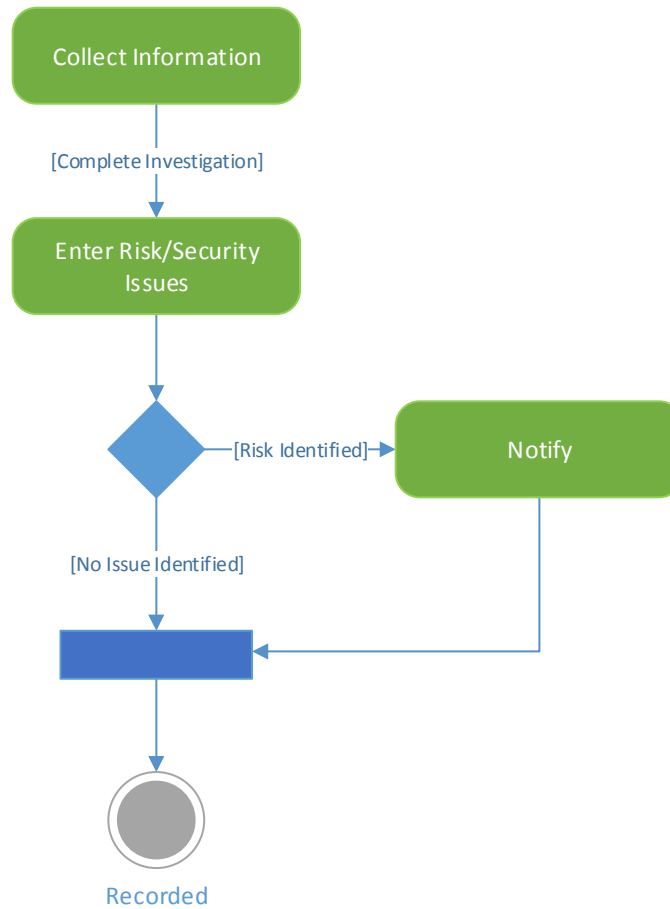 Collect Information
[Complete Investigation]
Enter Risk/Security
Issues
[Risk Identified]
Notify
[No Issue Identified]
Recorded